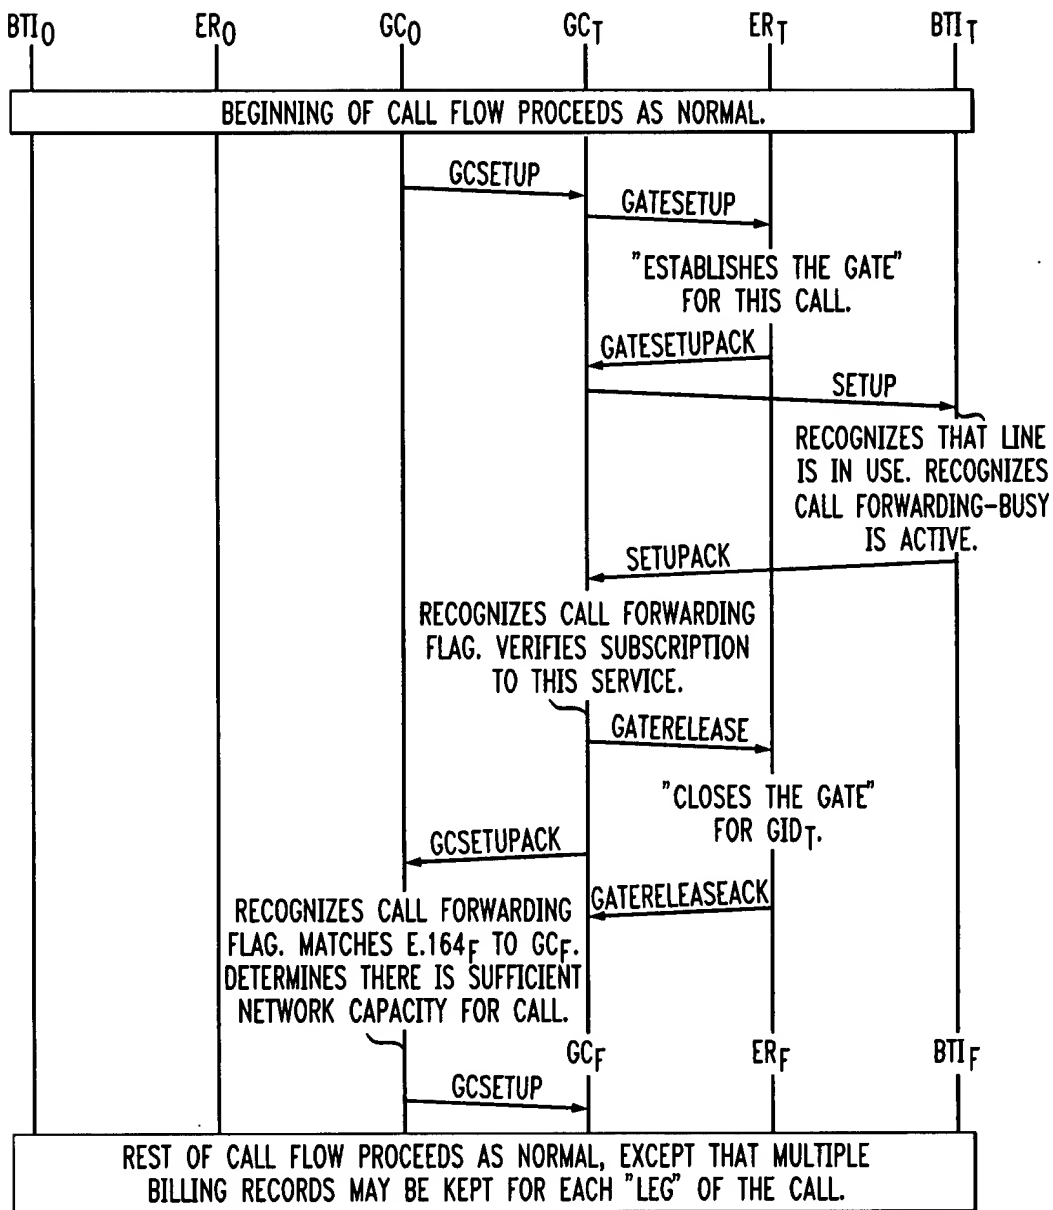 BTIO ERO GCO GCT ERT BTIT
BEGINNING OF CALL FLOW PROCEEDS AS NORMAL.
GCSETUP
GATESETUP
"ESTABLISHES THE GATE"
FOR THIS CALL.
GATESETUPACK
SETUP
RECOGNIZES THAT LINE
IS IN USE. RECOGNIZES
CALL FORWARDING-BUSY
IS ACTIVE.
SETUPACK
RECOGNIZES CALL FORWARDING
FLAG. VERIFIES SUBSCRIPTION
TO THIS SERVICE.
GATERELEASE
"CLOSES THE GATE"
FOR GIDT.
GCSETUPACK
GATERELEASEACK
RECOGNIZES CALL FORWARDING
FLAG. MATCHES E.164F TO GCF.
DETERMINES THERE IS SUFFICIENT
NETWORK CAPACITY FOR CALL.
GCF ERF BTIF
GCSETUP
REST OF CALL FLOW PROCEEDS AS NORMAL, EXCEPT THAT MULTIPLE
BILLING RECORDS MAY BE KEPT FOR EACH "LEG" OF THE CALL.